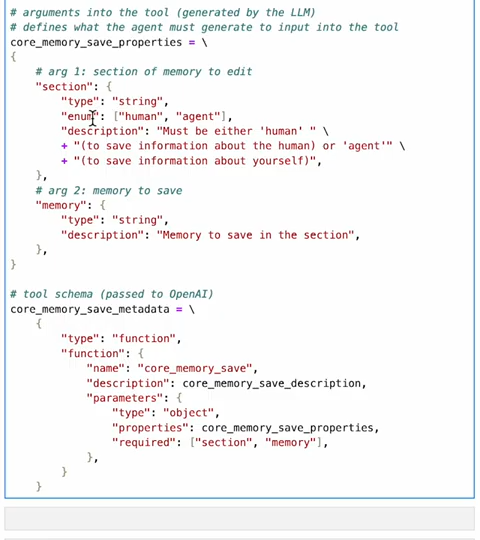 # arguments into the tool (generated by the LLM)
# defines what the agent must generate to input into the tool
core_memory_save_properties = \
{
    # arg 1: section of memory to edit
    "section": {
        "type": "string",
        "enum": ["human", "agent"],
        "description": "Must be either 'human' " \
        + "(to save information about the human) or 'agent'" \
        + "(to save information about yourself)",
    },
    # arg 2: memory to save
    "memory": {
        "type": "string",
        "description": "Memory to save in the section",
    },
}
# tool schema (passed to OpenAI)
core_memory_save_metadata = \
    {
        "type": "function",
        "function": {
            "name": "core_memory_save",
            "description": core_memory_save_description,
            "parameters": {
                "type": "object",
                "properties": core_memory_save_properties,
                "required": ["section", "memory"],
            },
        }
    }